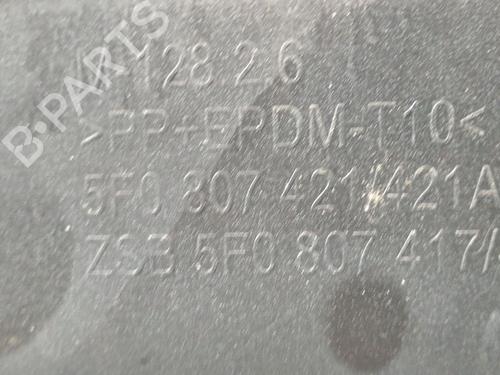 128 2.6
>PP+EPDM-T10<
5F0 807 421/421A
ZSB 5F0 807 417/
B-PARTS